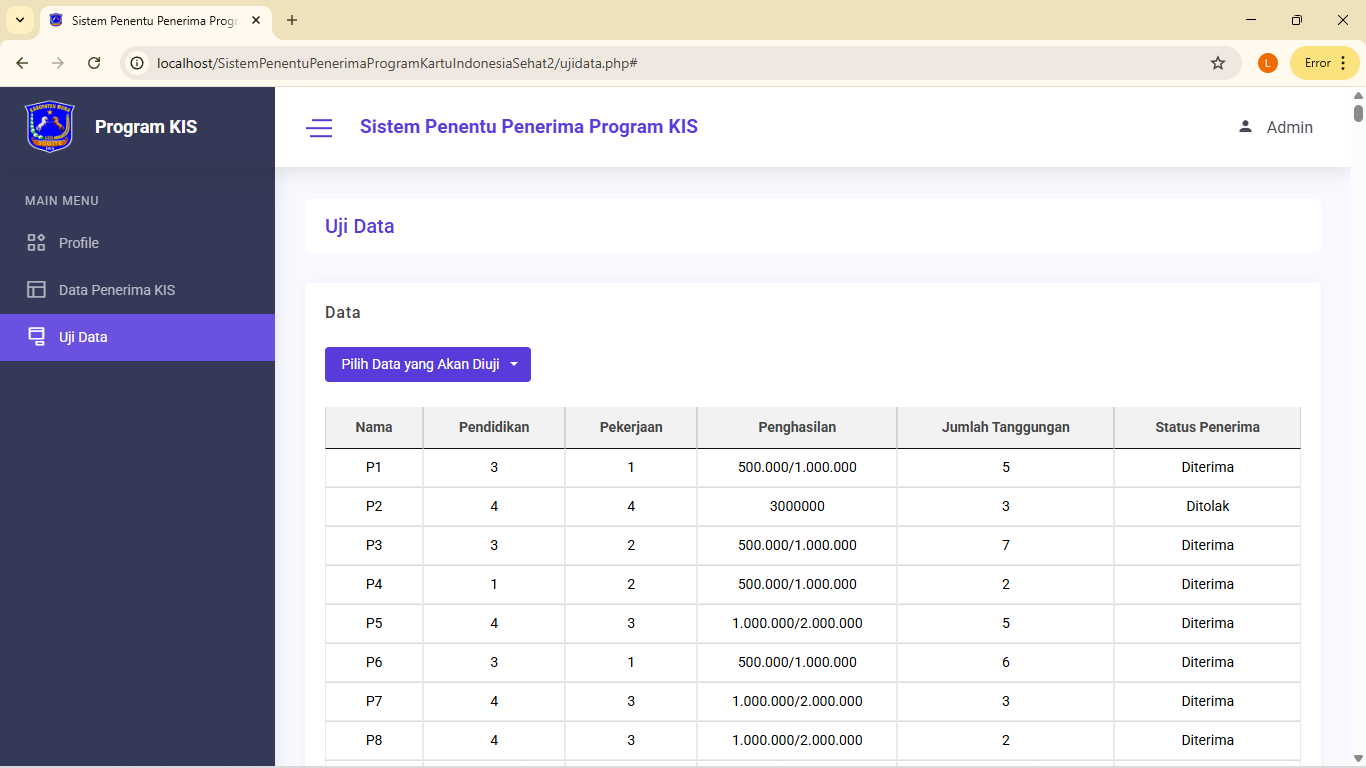 Sistem Penentu Penerima Progr
localhost/SistemPenentuPenerimaProgramKartuIndonesiaSehat2/ujidata.php#
L
Error
KABUPATEN MUNA
Program KIS
Sistem Penentu Penerima Program KIS
Admin
MAIN MENU
Profile
Data Penerima KIS
Uji Data
Uji Data
Data
Pilih Data yang Akan Diuji
Nama Pendidikan Pekerjaan Penghasilan Jumlah Tanggungan Status Penerima
P1 3 1 500.000/1.000.000 5 Diterima
P2 4 4 3000000 3 Ditolak
P3 3 2 500.000/1.000.000 7 Diterima
P4 1 2 500.000/1.000.000 2 Diterima
P5 4 3 1.000.000/2.000.000 5 Diterima
P6 3 1 500.000/1.000.000 6 Diterima
P7 4 3 1.000.000/2.000.000 3 Diterima
P8 4 3 1.000.000/2.000.000 2 Diterima